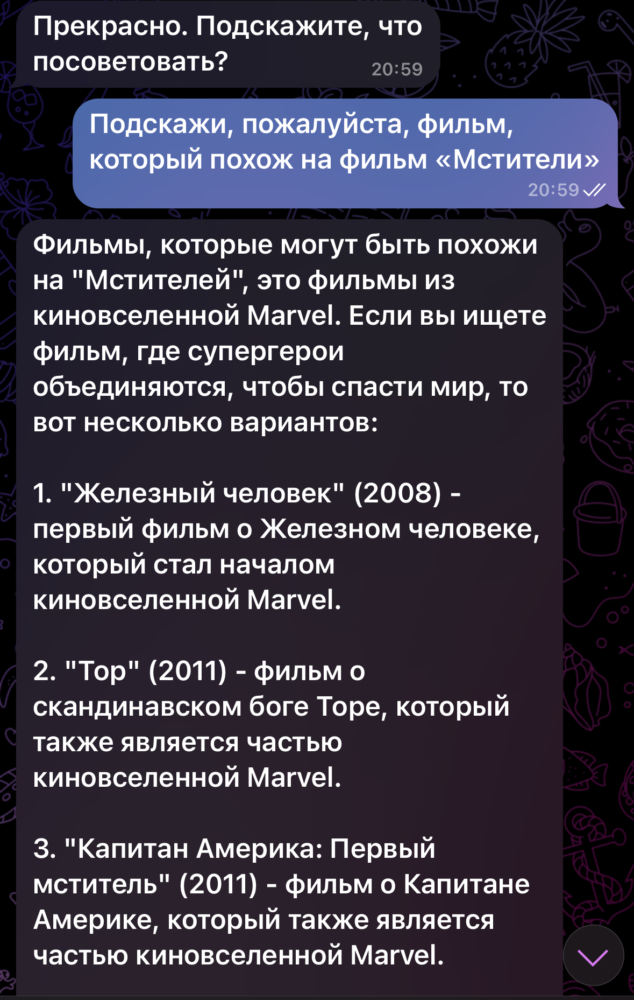 Прекрасно. Подскажите, что
посоветовать?
20:59
Подскажи, пожалуйста, фильм,
который похож на фильм «Мстители»
20:59
Фильмы, которые могут быть похожи
на "Мстителей", это фильмы из
киновселенной Marvel. Если вы ищете
фильм, где супергерои
объединяются, чтобы спасти мир, то
вот несколько вариантов:
1. "Железный человек" (2008) -
первый фильм о Железном человеке,
который стал началом
киновселенной Marvel.
2. "Тор" (2011) - фильм о
скандинавском боге Торе, который
также является частью
киновселенной Marvel.
3. "Капитан Америка: Первый
мститель" (2011) - фильм о Капитане
Америке, который также является
частью киновселенной Marvel.